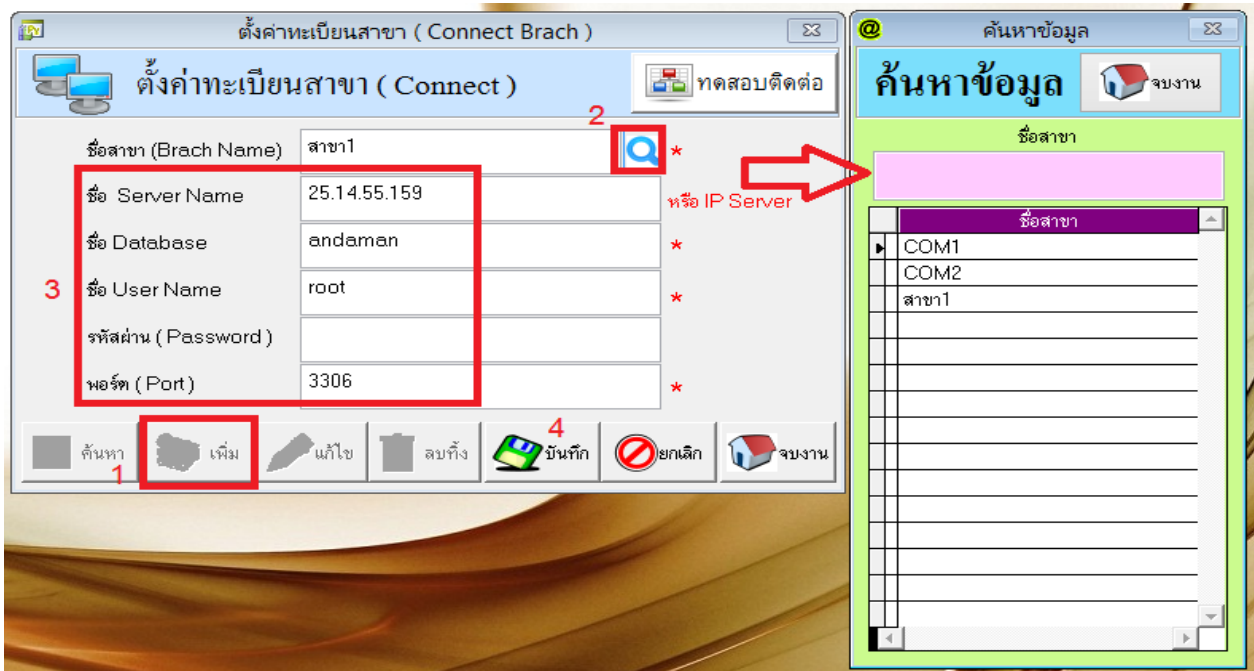 ตั้งค่าทะเบียนสาขา ( Connect Brach )
ตั้งค่าทะเบียนสาขา ( Connect )
ทดสอบติดต่อ
2
ชื่อสาขา (Brach Name)
สาขา1
*
ชื่อ Server Name
25.14.55.159
หรือ IP Server
ชื่อ Database
andaman
*
3
ชื่อ User Name
root
*
รหัสผ่าน ( Password )
พอร์ต ( Port )
3306
*
ค้นหา
1
เพิ่ม
แก้ไข
ลบทิ้ง
4
บันทึก
ยกเลิก
จบงาน
@
ค้นหาข้อมูล
ค้นหาข้อมูล
จบงาน
ชื่อสาขา
ชื่อสาขา
COM1
COM2
สาขา1